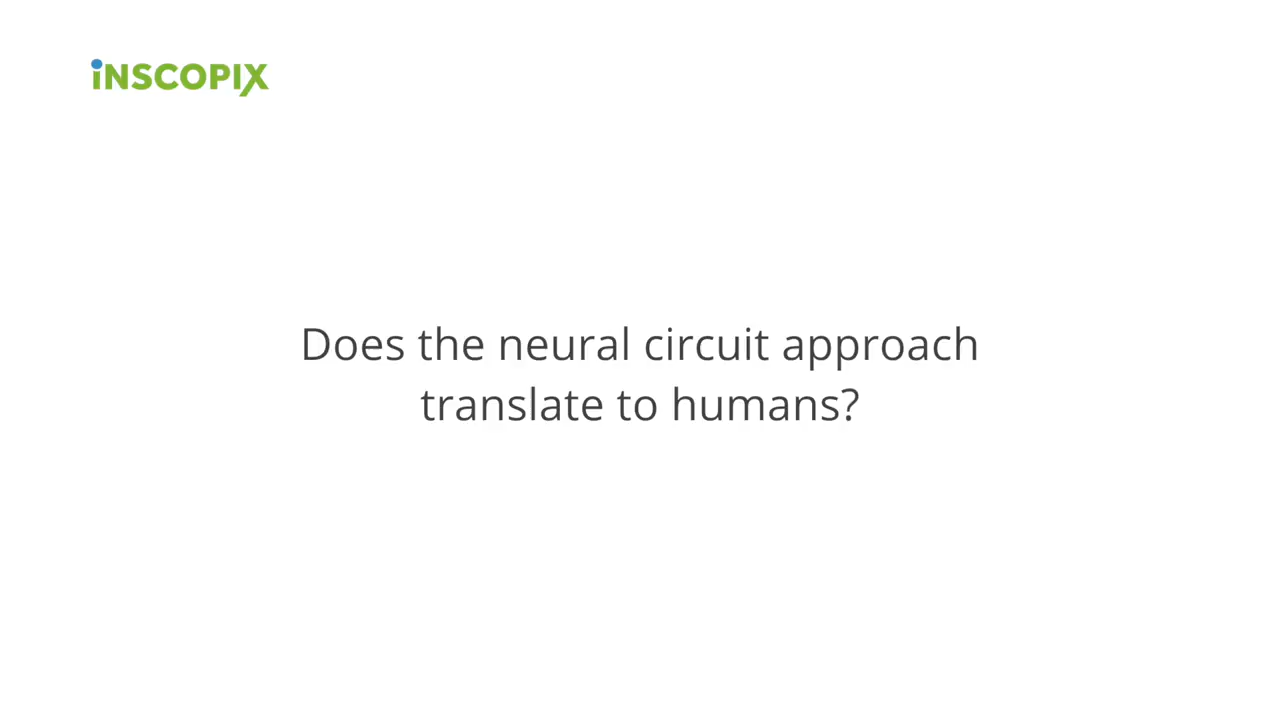 iNSCOPIX
Does the neural circuit approach
translate to humans?